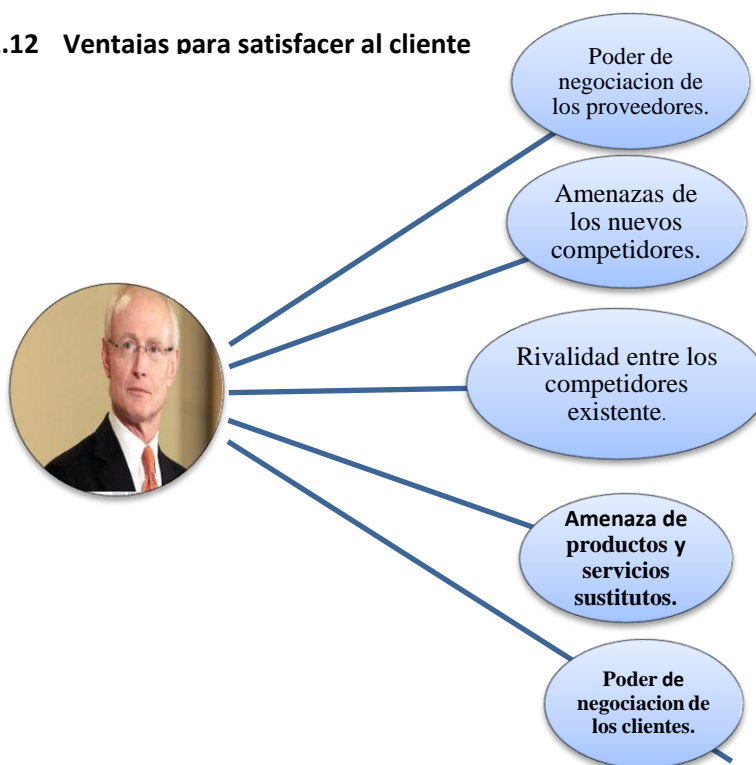 .12 Ventajas para satisfacer al cliente
Poder de
negociacion de
los proveedores.
Amenazas de
los nuevos
competidores.
Rivalidad entre los
competidores
existente.
Amenaza de
productos y
servicios
sustitutos.
Poder de
negociacion de
los clientes.